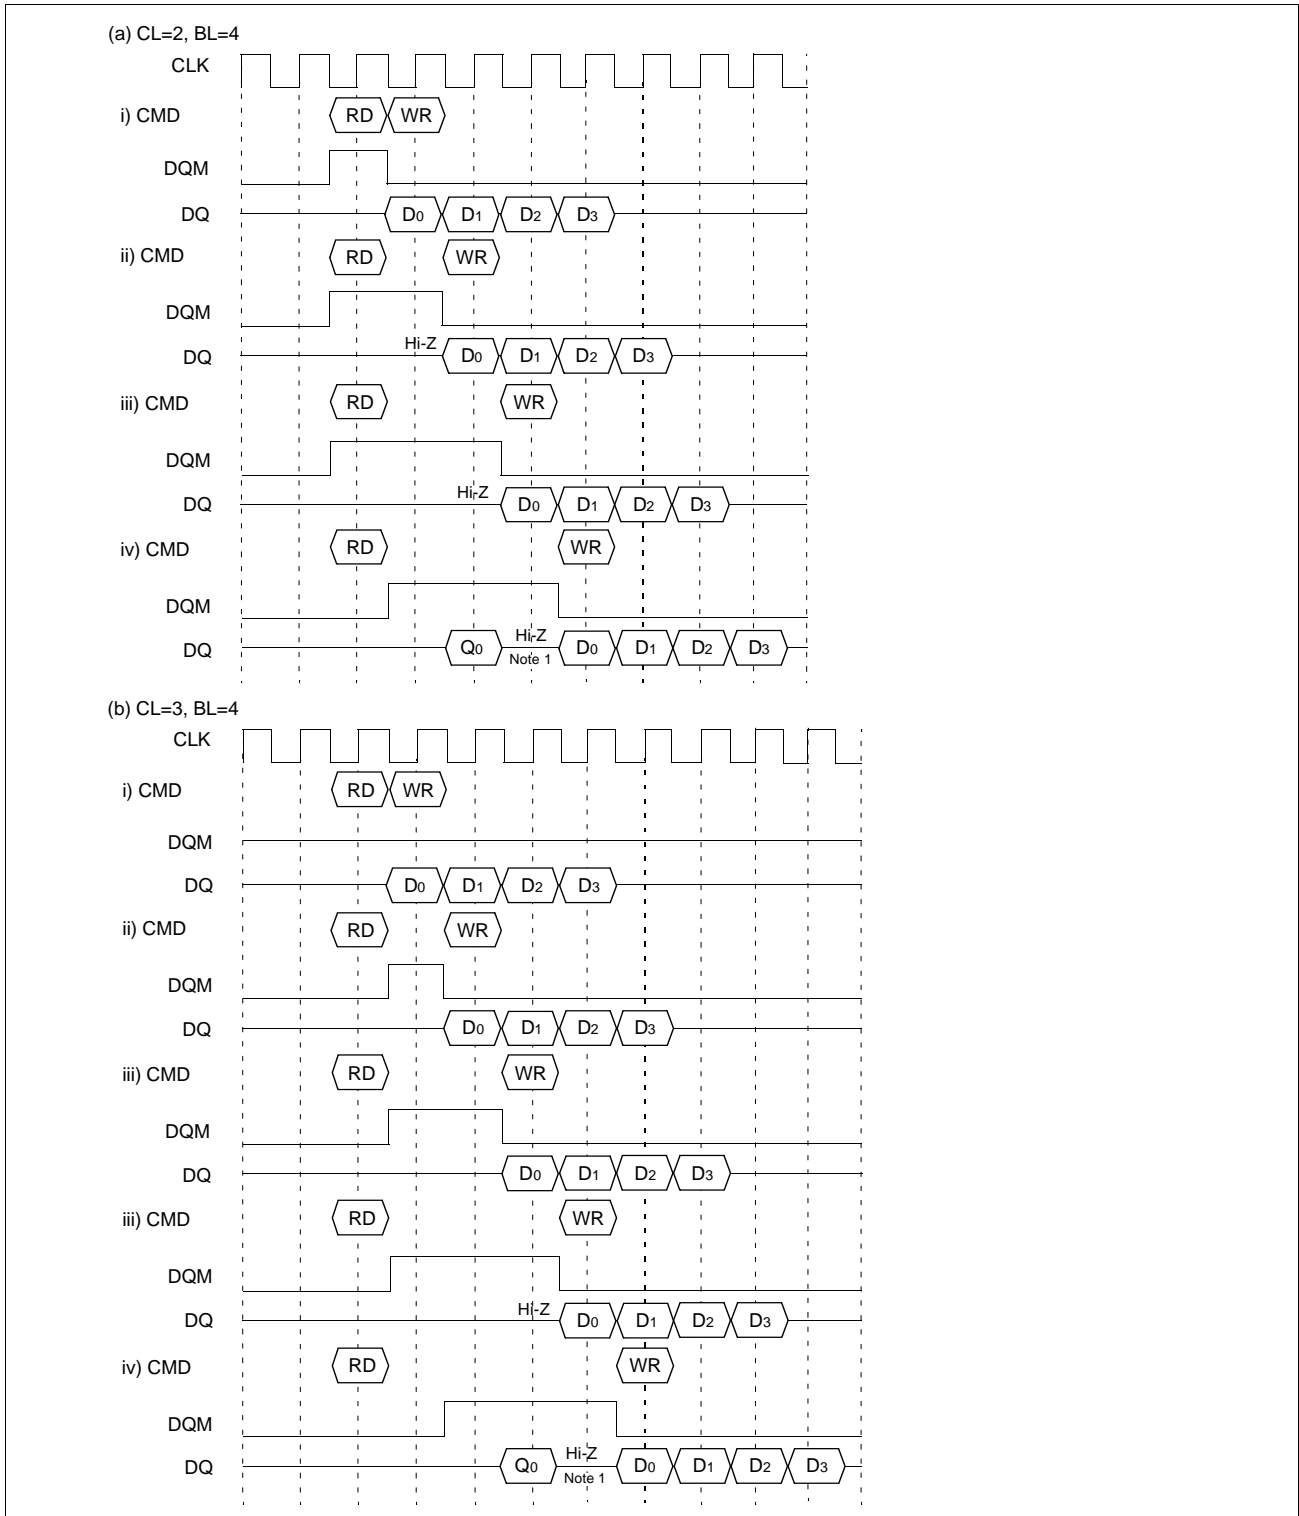 (a) CL=2, BL=4
CLK
i) CMD RD WR
DQM
DQ D0 D1 D2 D3
ii) CMD RD WR
DQM
DQ Hi-Z D0 D1 D2 D3
iii) CMD RD WR
DQM
DQ Hi-Z D0 D1 D2 D3
iv) CMD RD WR
DQM
DQ Q0 Hi-Z D0 D1 D2 D3
Note 1
(b) CL=3, BL=4
CLK
i) CMD RD WR
DQM
DQ D0 D1 D2 D3
ii) CMD RD WR
DQM
DQ D0 D1 D2 D3
iii) CMD RD WR
DQM
DQ D0 D1 D2 D3
iii) CMD RD WR
DQM
DQ Hi-Z D0 D1 D2 D3
iv) CMD RD WR
DQM
DQ Q0 Hi-Z D0 D1 D2 D3
Note 1